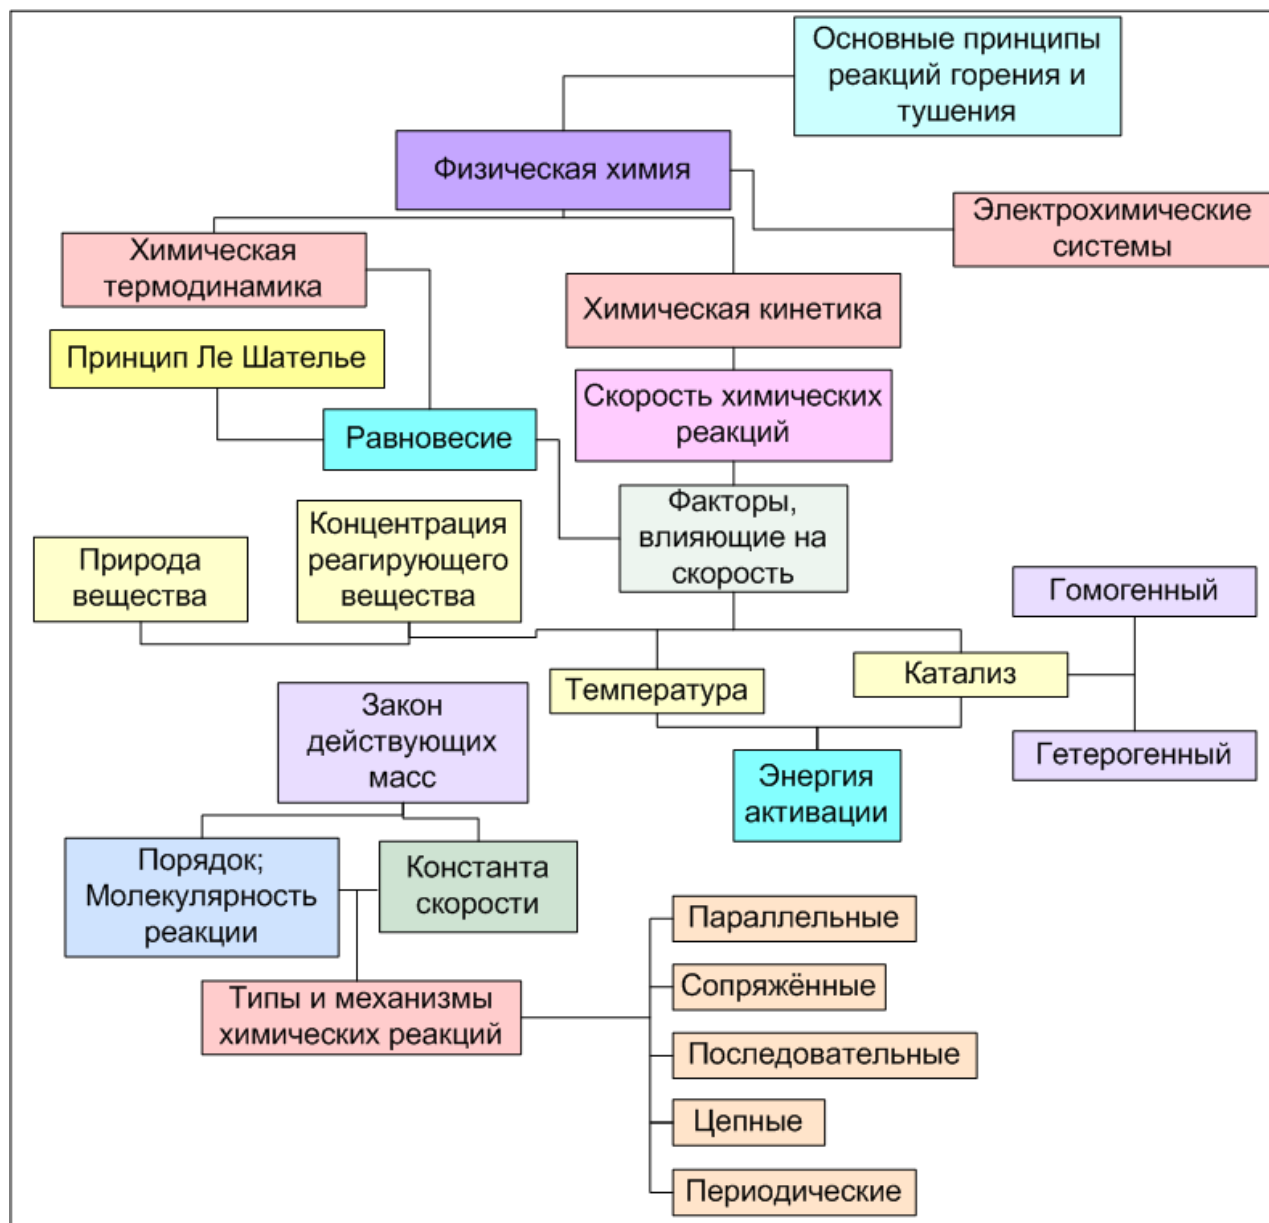 Основные принципы
реакций горения и
тушения
Физическая химия
Электрохимические
системы
Химическая
термодинамика
Химическая кинетика
Принцип Ле Шателье
Скорость химических
реакций
Равновесие
Факторы,
влияющие на
скорость
Концентрация
реагирующего
вещества
Природа
вещества
Гомогенный
Температура
Катализ
Гетерогенный
Закон
действующих
масс
Энергия
активации
Порядок;
Молекулярность
реакции
Константа
скорости
Параллельные
Сопряжённые
Типы и механизмы
химических реакций
Последовательные
Цепные
Периодические